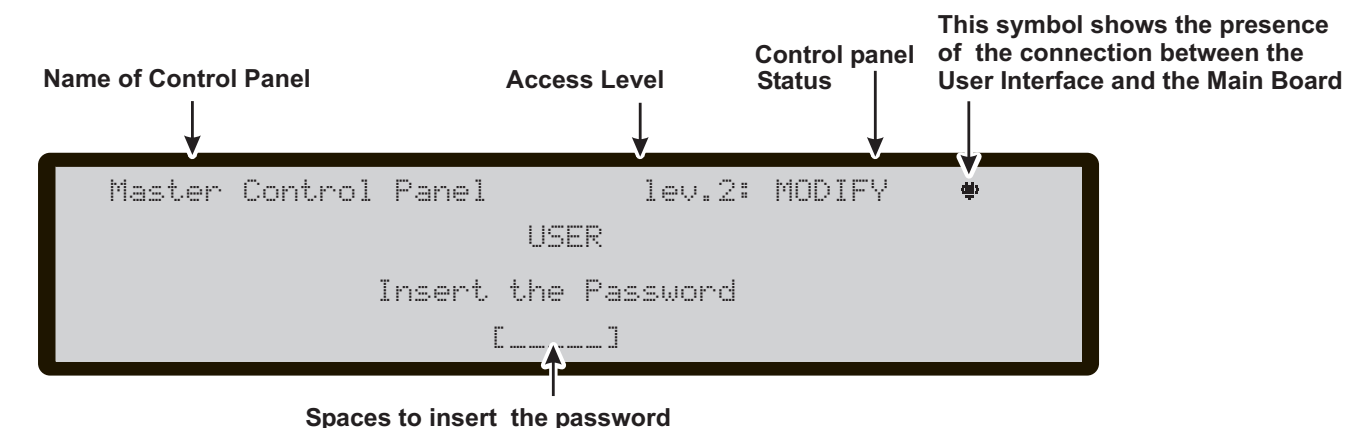 This symbol shows the presence
of the connection between the
User Interface and the Main Board
Control panel
Status
Name of Control Panel
Access Level
Master Control Panel lev.2: MODIFY
USER
Insert the Password
[_____]
Spaces to insert the password